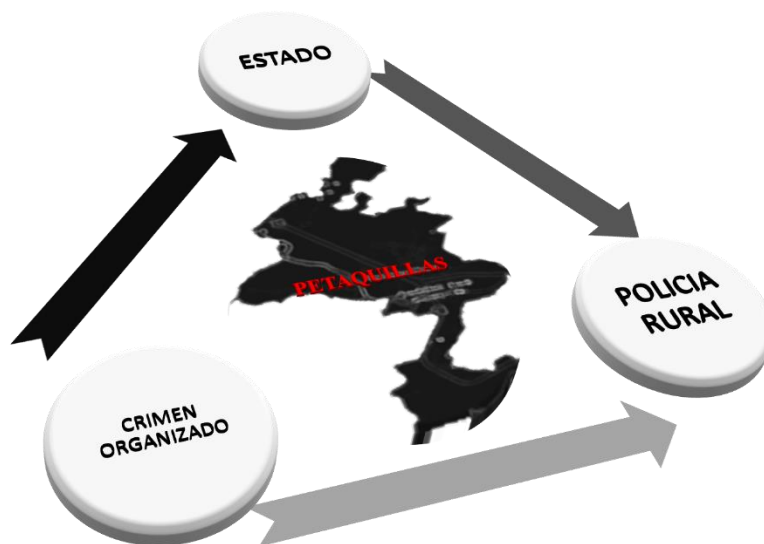 ESTADO
PETAQUILLAS
POLICIA
RURAL
CRIMEN
ORGANIZADO